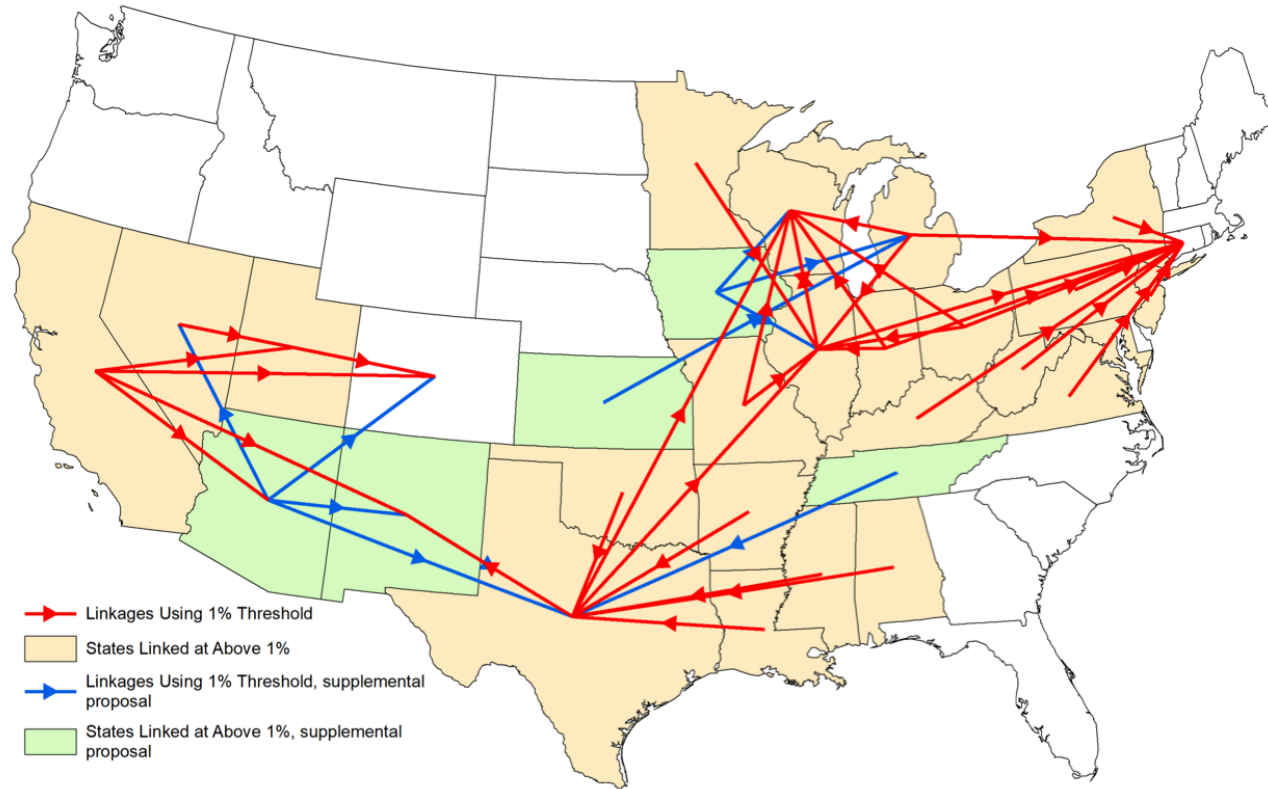 Linkages Using 1% Threshold
States Linked at Above 1%
Linkages Using 1% Threshold, supplemental
proposal
States Linked at Above 1%, supplemental
proposal